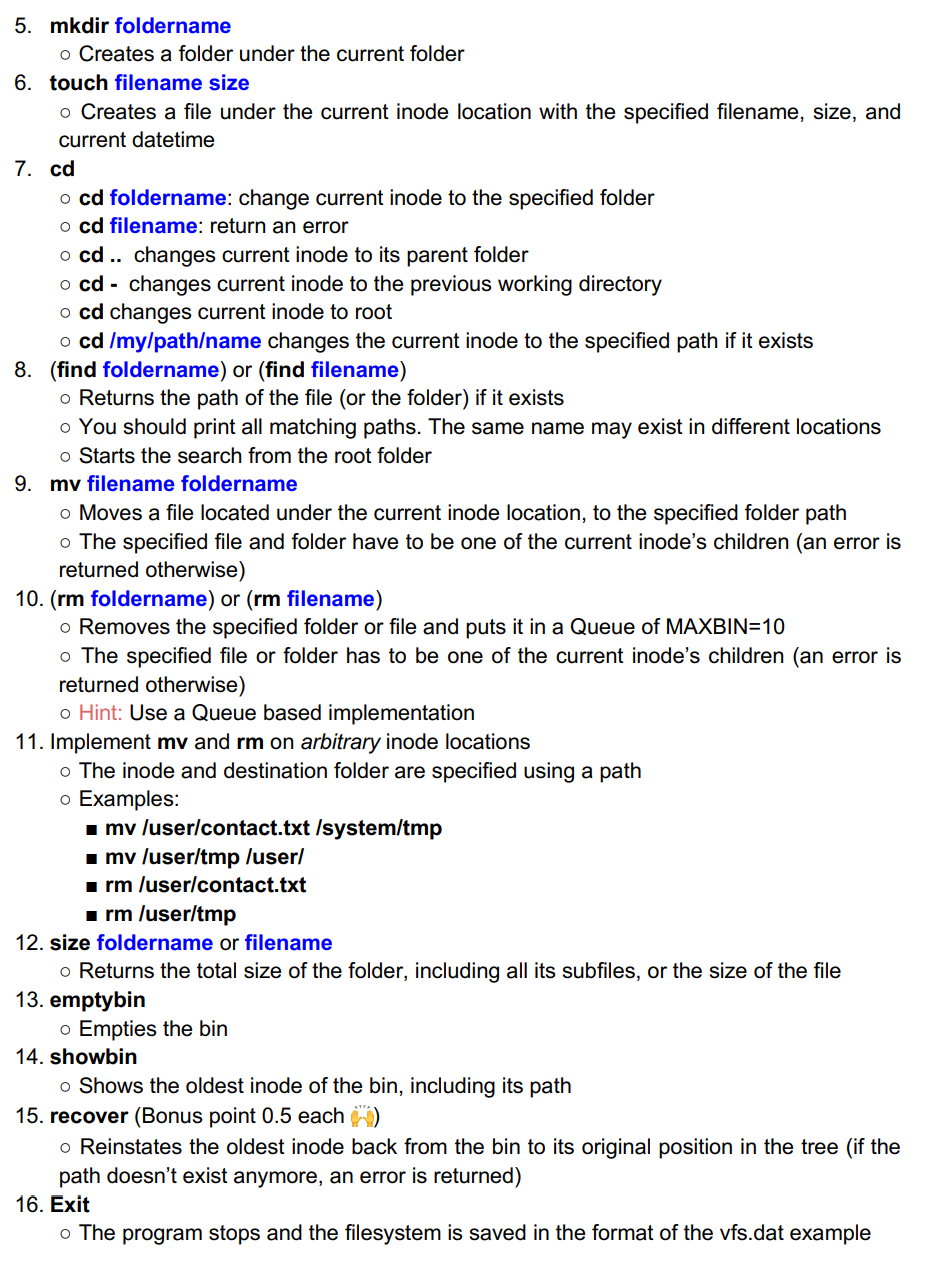 5. mkdir foldername
○ Creates a folder under the current folder
6. touch filename size
○ Creates a file under the current inode location with the specified filename, size, and
current datetime
7. cd
○ cd foldername: change current inode to the specified folder
○ cd filename: return an error
○ cd .. changes current inode to its parent folder
○ cd - changes current inode to the previous working directory
○ cd changes current inode to root
○ cd /my/path/name changes the current inode to the specified path if it exists
8. (find foldername) or (find filename)
○ Returns the path of the file (or the folder) if it exists
○ You should print all matching paths. The same name may exist in different locations
○ Starts the search from the root folder
9. mv filename foldername
○ Moves a file located under the current inode location, to the specified folder path
○ The specified file and folder have to be one of the current inode’s children (an error is
returned otherwise)
10. (rm foldername) or (rm filename)
○ Removes the specified folder or file and puts it in a Queue of MAXBIN=10
○ The specified file or folder has to be one of the current inode’s children (an error is
returned otherwise)
○ Hint: Use a Queue based implementation
11. Implement mv and rm on arbitrary inode locations
○ The inode and destination folder are specified using a path
○ Examples:
■ mv /user/contact.txt /system/tmp
■ mv /user/tmp /user/
■ rm /user/contact.txt
■ rm /user/tmp
12. size foldername or filename
○ Returns the total size of the folder, including all its subfiles, or the size of the file
13. emptybin
○ Empties the bin
14. showbin
○ Shows the oldest inode of the bin, including its path
15. recover (Bonus point 0.5 each 🙌)
○ Reinstates the oldest inode back from the bin to its original position in the tree (if the
path doesn’t exist anymore, an error is returned)
16. Exit
○ The program stops and the filesystem is saved in the format of the vfs.dat example